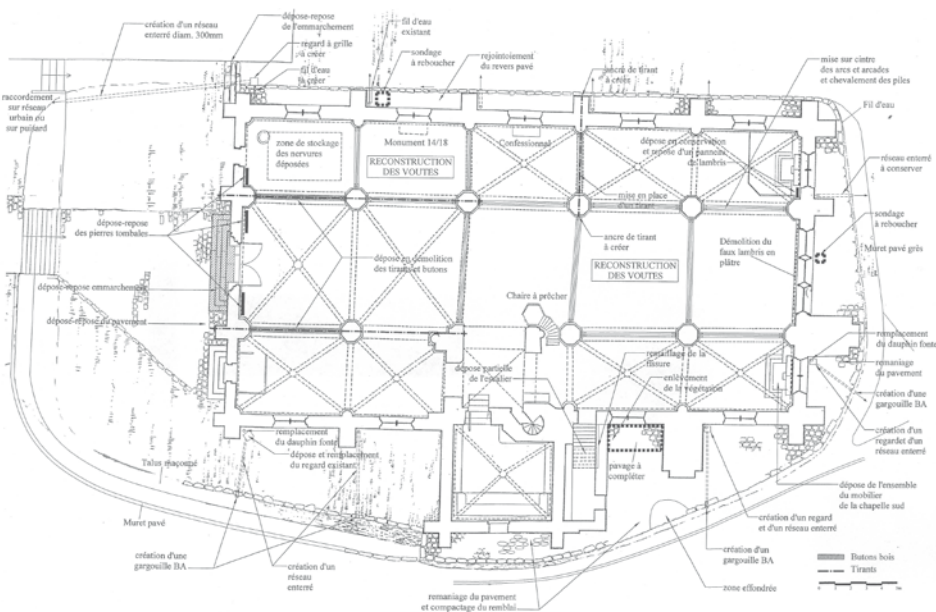 création d'un réseau
enterré diam. 300mm
dépose-repose
de l'emmarchement
regard à grille
à créer
fil d'eau
à créer
fil d'eau
existant
sondage
à reboucher
rejointoiement
du revers pavé
ancre de tirant
à créer
mise sur cintre
des arcs et arcades
et chevalement des piles
Fil d'eau
raccordement
sur réseau
urbain ou
sur puisard
zone de stockage
des nervures
déposées
Monument 14/18
RECONSTRUCTION
DES VOUTES
Confessionnal
dépose en conservation
et repose d'un panneau
de lambris
réseau enterré
à conserver
mise en place
d'un tirant
sondage
à reboucher
Muret pavé grès
dépose-repose
des pierres tombales
ancre de tirant
à créer
Démolition du
faux lambris en
plâtre
dépose en démolition
des tirants et butons
RECONSTRUCTION
DES VOUTES
dépose-repose emmarchement
Chaire à prêcher
dépose-repose du pavement
remplacement
du dauphin fonte
dépose partielle
de l'escalier
remaillage de la
fissure
enlèvement
de la végétation
remaniage
du pavement
création d'une
gargouille BA
création d'un
regard et d'un
réseau enterré
remplacement
du dauphin fonte
dépose et remplacement
du regard existant
pavage à
compléter
Talus maçonné
dépose de l'ensemble
du mobilier
de la chapelle sud
Muret pavé
création d'un regard
et d'un réseau enterré
création d'une
gargouille BA
création d'un
réseau
enterré
création d'un
gargouille BA
zone effondrée
remaniage du pavement
et compactage du remblai
Butons bois
Tirants